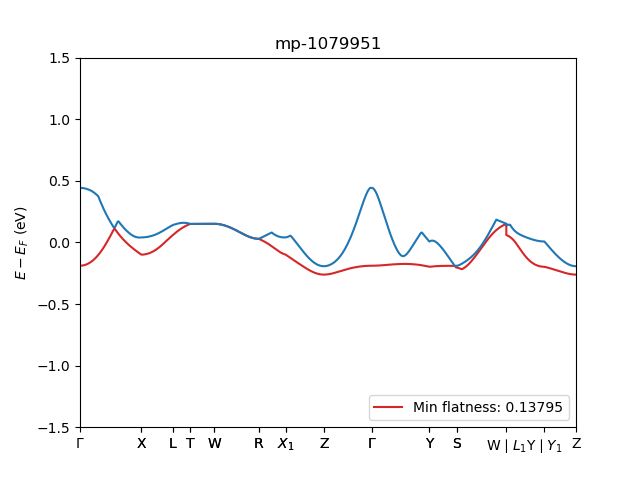 mp-1079951
E − E_F (eV)
1.5
1.0
0.5
0.0
−0.5
−1.0
−1.5
Min flatness: 0.13795
Γ X L T W R X₁ Z Γ Y S W | L₁Y | Y₁ Z